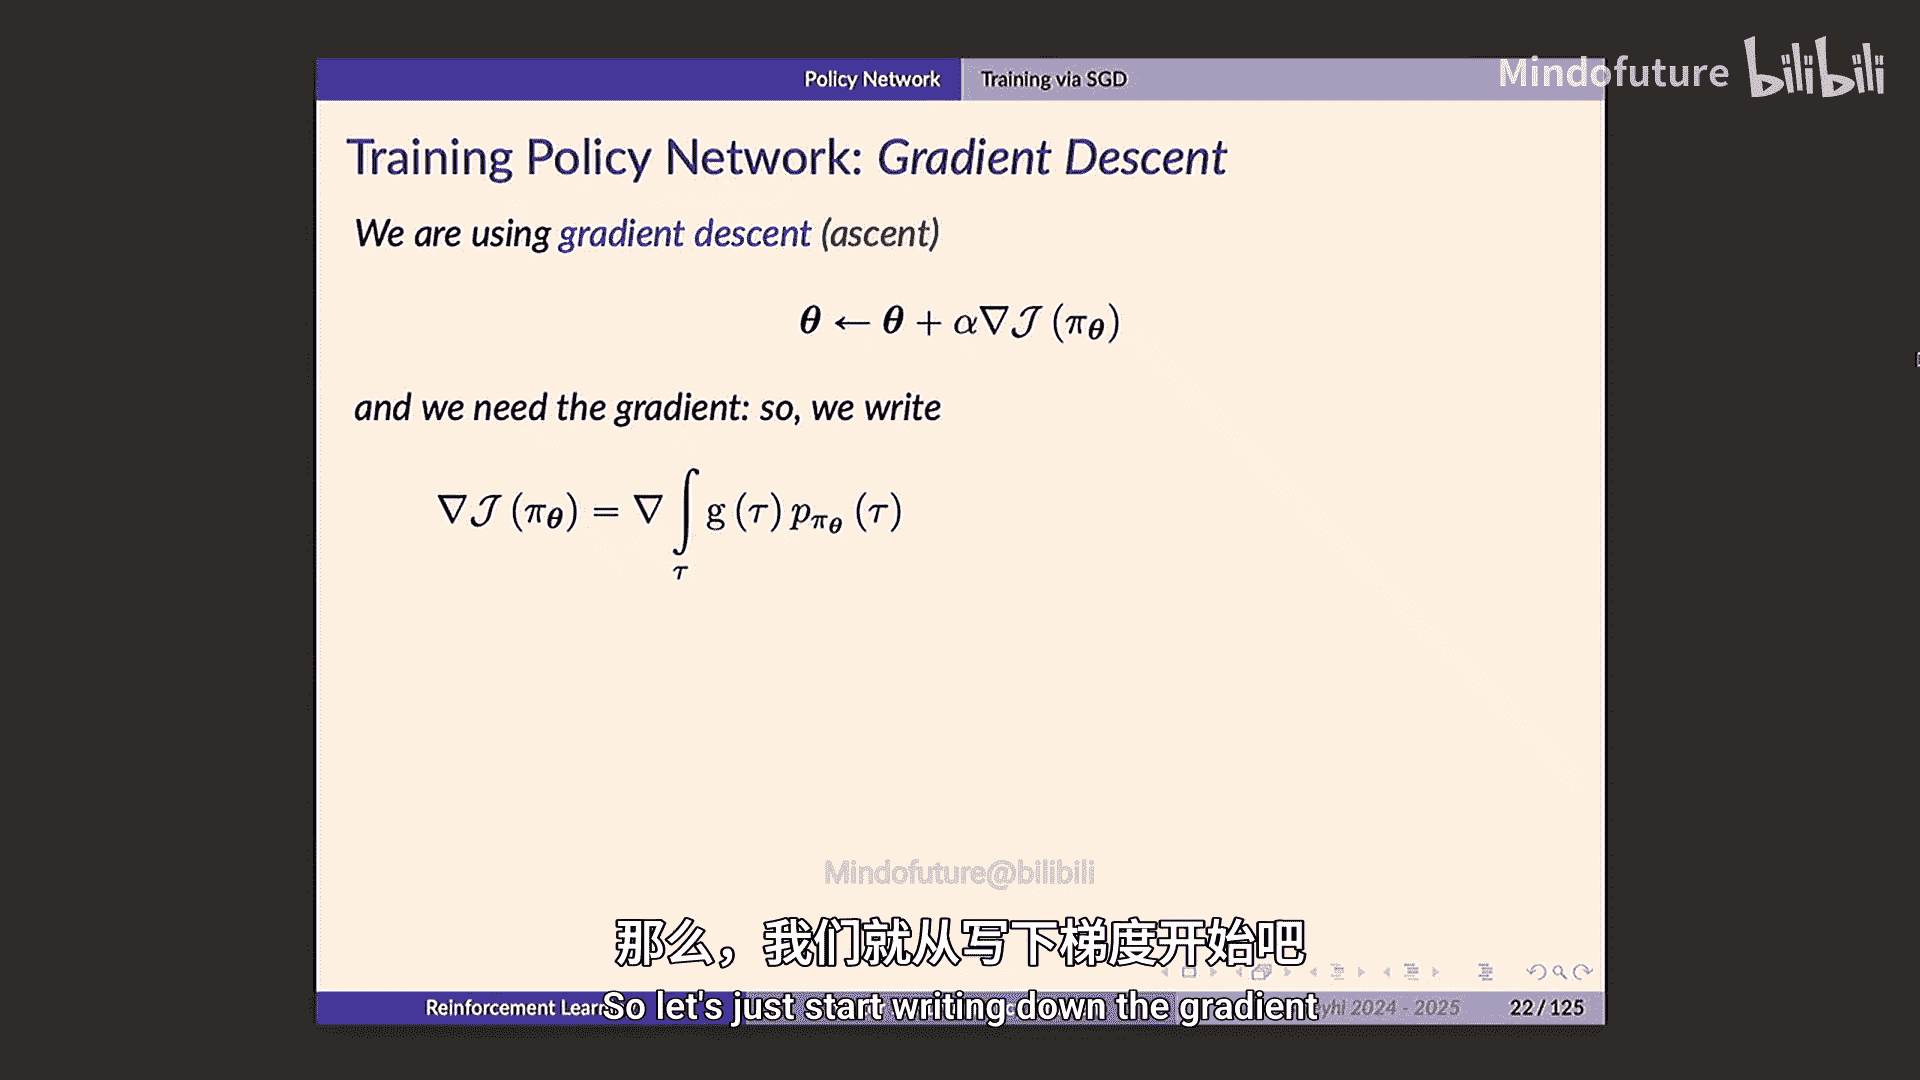 Policy Network Training via SGD
Mindofuture bilibili
Training Policy Network: Gradient Descent
We are using gradient descent (ascent)
θ ← θ + α∇𝒥 (π_θ)
and we need the gradient: so, we write
∇𝒥 (π_θ) = ∇ ∫_τ g (τ) p_{π_θ} (τ)
Mindofuture@bilibili
那么，我们就从写下梯度开始吧
So let's just start writing down the gradient
Reinforcement Lear 2024 - 2025 22 / 125